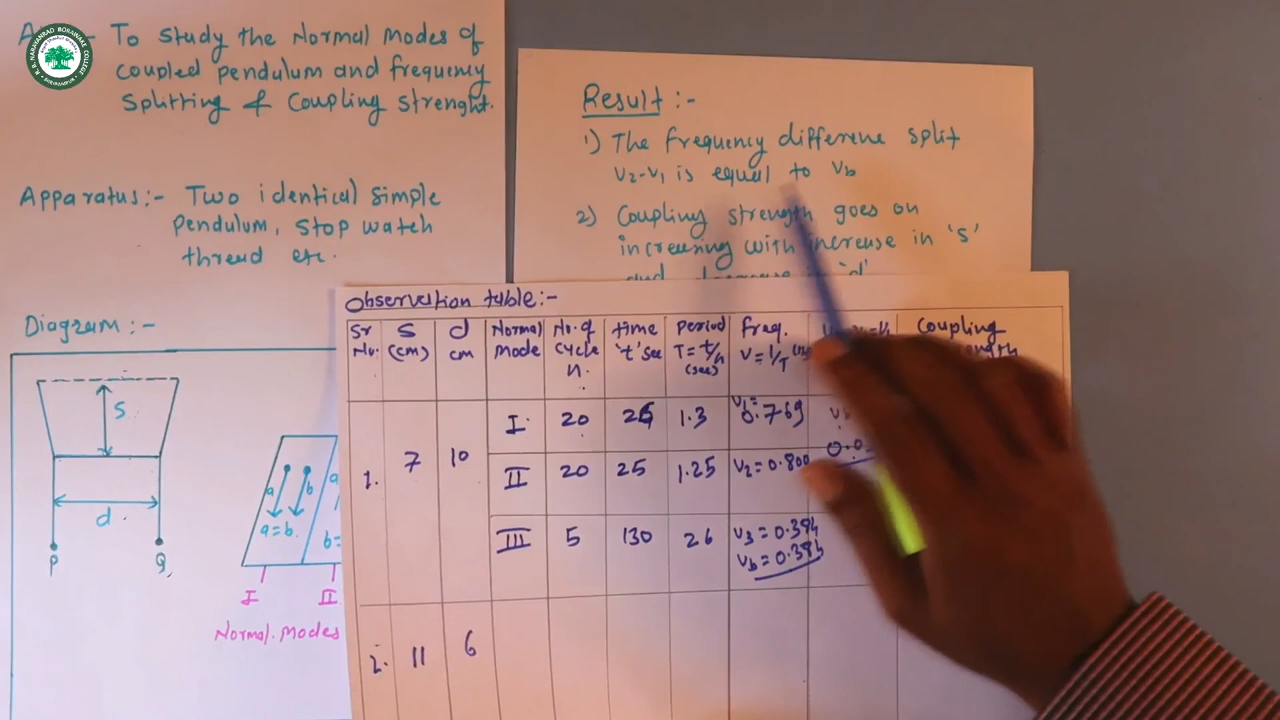 To study the Normal modes of
coupled pendulum and frequency
splitting & Coupling strenght.
Apparatus:- Two identical simple
pendulum, stop watch
thread etc.
Diagram:-
S
d
P
Q
a
b
a=b
a
b=
I
II
Normal. modes
Result:-
1) The frequency difference split
V2-V1 is equal to Vb
2) Coupling strength goes on
increasing with increase in 'S'
and decrease in 'd'
Observation table:-
Sr No. S (cm) d cm Normal mode No. of Cycle n. time 't' sec period T=t/n (sec) freq. V=1/T Coupling
1. 7 10
I 20 26 1.3 V1= 0.769
II 20 25 1.25 V2=0.800
III 5 130 26 V3=0.384
Vb=0.384
2. 11 6